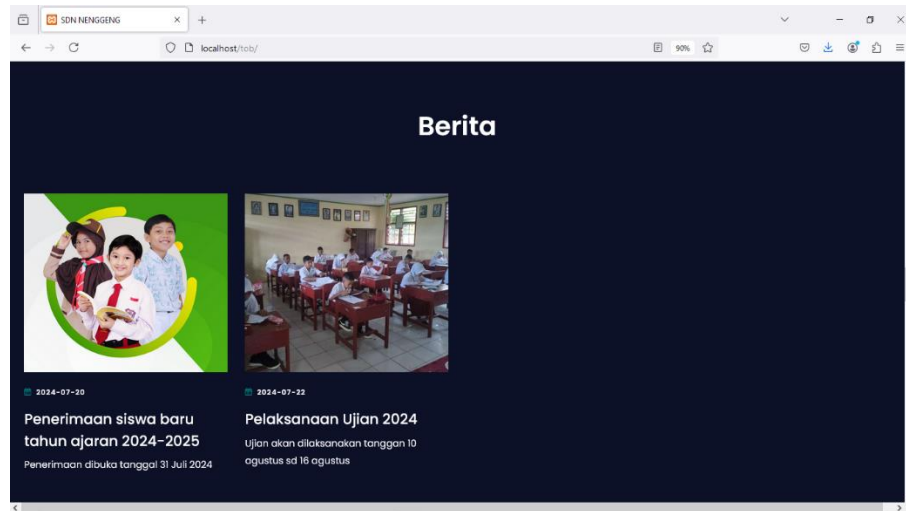 SDN NENGGENG
localhost/tob/
90%
Berita
2024-07-20
Penerimaan siswa baru
tahun ajaran 2024-2025
Penerimaan dibuka tanggal 31 Juli 2024
2024-07-22
Pelaksanaan Ujian 2024
Ujian akan dilaksanakan tanggan 10
agustus sd 16 agustus